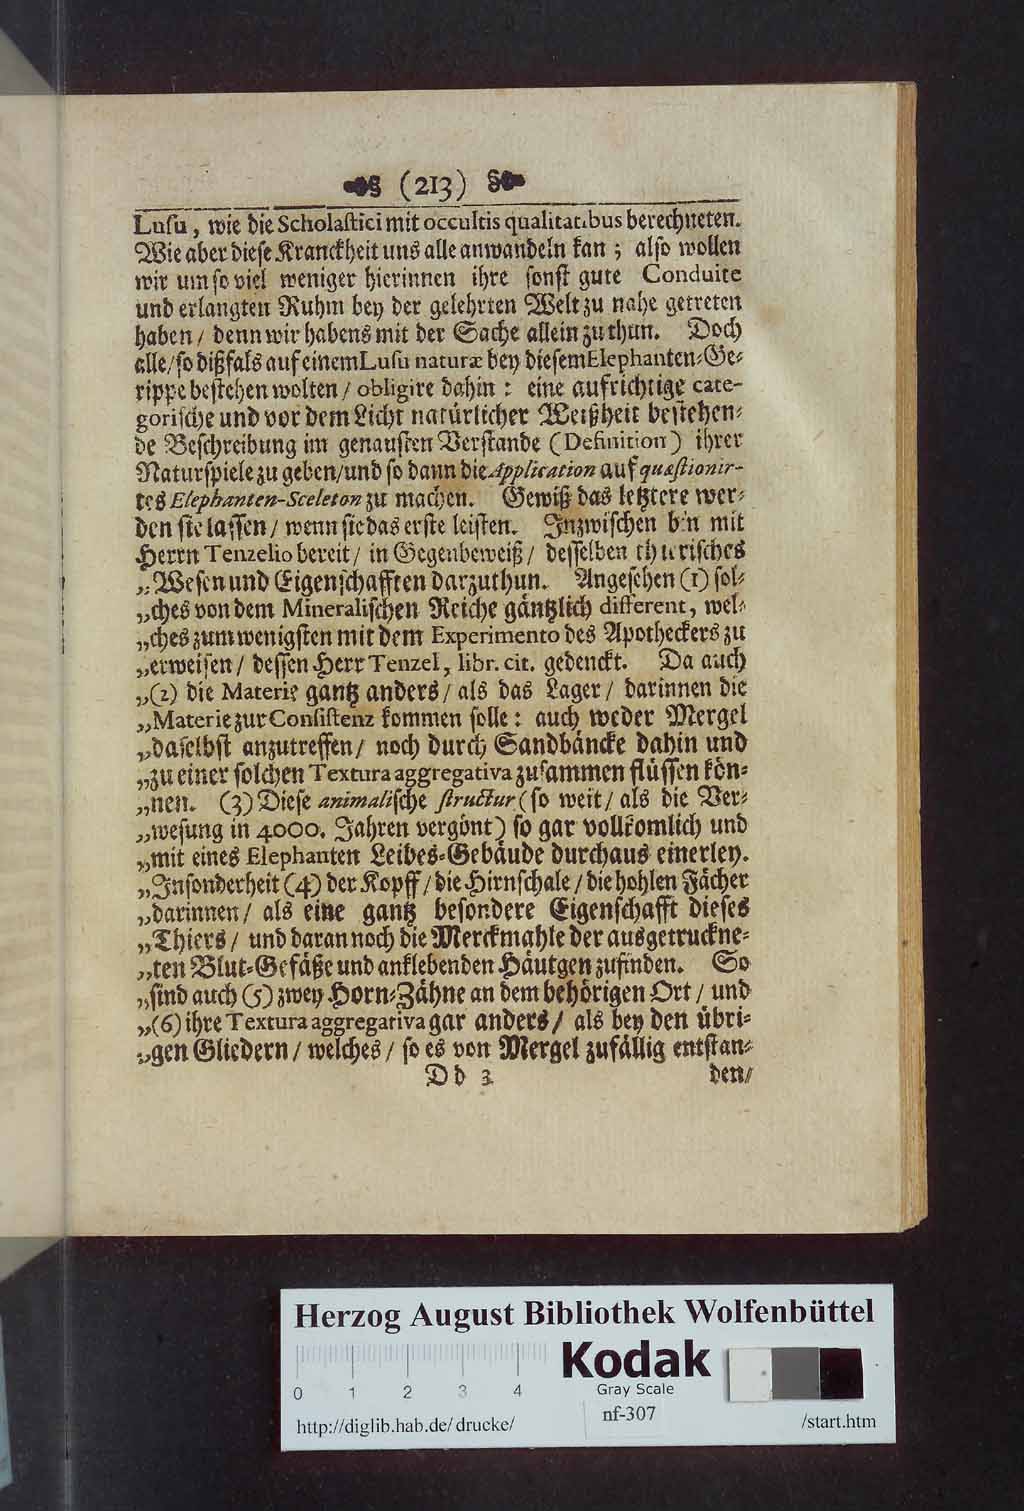 (213)
Lusu, wie die Scholastici mit occultis qualitatibus berechneten.
Wie aber diese Kranckheit uns alle anwandeln kan; also wollen
wir um so viel weniger hierinnen ihre sonst gute Conduite
und erlangten Ruhm bey der gelehrten Welt zu nahe getreten
haben / denn wir habens mit der Sache allein zu thun. Doch
alle / so dißfals auf einem Lusu naturæ bey diesem Elephanten-Ge-
rippe bestehen wolten / obligire dahin: eine aufrichtige cate-
gorische und vor dem Licht natürlicher Weißheit bestehen-
de Beschreibung im genausten Verstande (Definition) ihrer
Naturspiele zu geben / und so dann die Application auf quæstionir-
tes Elephanten-Sceleton zu machen. Gewiß das letztere wer-
den sie lassen / wenn sie das erste leisten. Inzwischen bin mit
Herrn Tenzelio bereit / in Gegenbeweiß / desselben thierisches
„Wesen und Eigenschafften darzuthun. Angesehen (1) sol-
„ches von dem Mineralischen Reiche gäntzlich different, wel-
„ches zum wenigsten mit dem Experimento des Apotheckers zu
„erweisen / dessen Herr Tenzel, libr. cit. gedenckt. Da auch
„(2) die Materie gantz anders / als das Lager / darinnen die
„Materie zur Consistenz kommen solle: auch weder Mergel
„daselbst anzutreffen / noch durch Sandbäncke dahin und
„zu einer solchen Textura aggregativa zusammen flüssen kön-
„nen. (3) Diese animalische structur (so weit / als die Ver-
„wesung in 4000. Jahren vergönt) so gar vollkomlich und
„mit eines Elephanten Leibes-Gebäude durchaus einerley.
„Insonderheit (4) der Kopff / die Hirnschale / die hohlen Fächer
„darinnen / als eine gantz besondere Eigenschafft dieses
„Thiers / und daran noch die Merckmahle der ausgetruckne-
„ten Blut-Gefäße und anklebenden Häutgen zufinden. So
„sind auch (5) zwey Horn-Zähne an dem behörigen Ort / und
„(6) ihre Textura aggregativa gar anders / als bey den übri-
„gen Gliedern / welches / so es von Mergel zufällig entstan-
Dd 3 den /
Herzog August Bibliothek Wolfenbüttel
0 1 2 3 4
Kodak
Gray Scale
nf-307
http://diglib.hab.de/drucke/ /start.htm